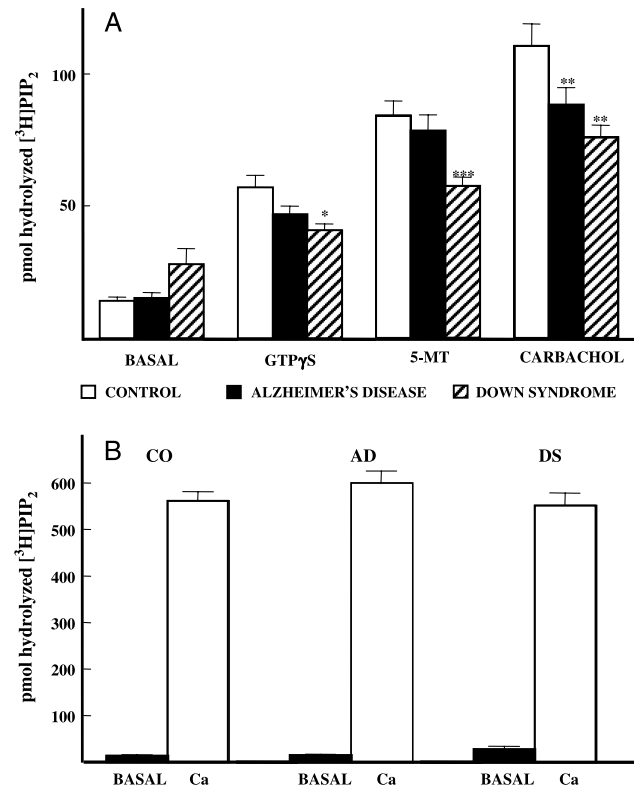 A
pmol hydrolyzed [³H]PIP₂
100
50
*
***
**
**
BASAL GTPγS 5-MT CARBACHOL
CONTROL ALZHEIMER'S DISEASE DOWN SYNDROME
B
CO AD DS
pmol hydrolyzed [³H]PIP₂
600
500
400
300
200
100
BASAL Ca BASAL Ca BASAL Ca